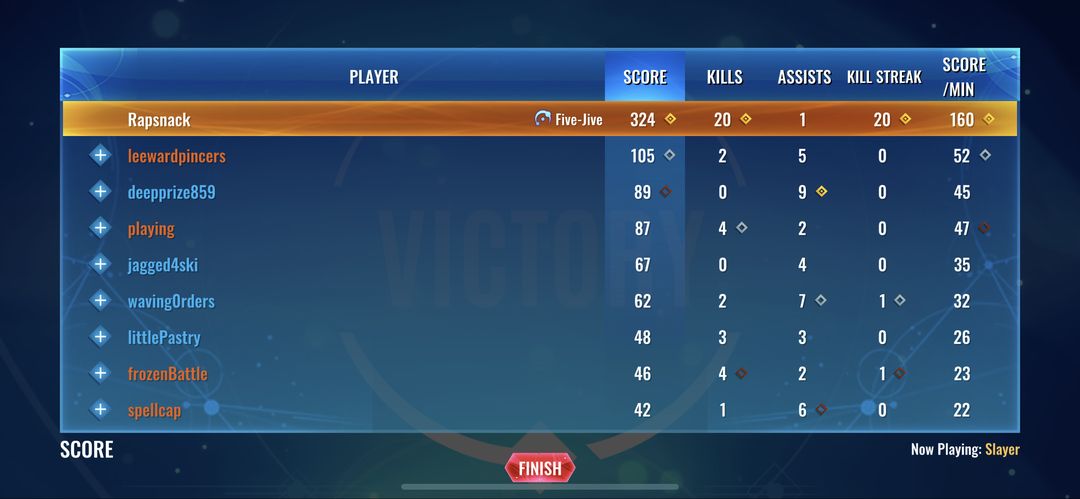 PLAYER SCORE KILLS ASSISTS KILL STREAK SCORE /MIN
Rapsnack Five-Jive 324 20 1 20 160
leewardpincers 105 2 5 0 52
deepprize859 89 0 9 0 45
playing 87 4 2 0 47
jagged4ski 67 0 4 0 35
waving0rders 62 2 7 1 32
littlePastry 48 3 3 0 26
frozenBattle 46 4 2 1 23
spellcap 42 1 6 0 22
VICTORY
SCORE
Now Playing: Slayer
FINISH